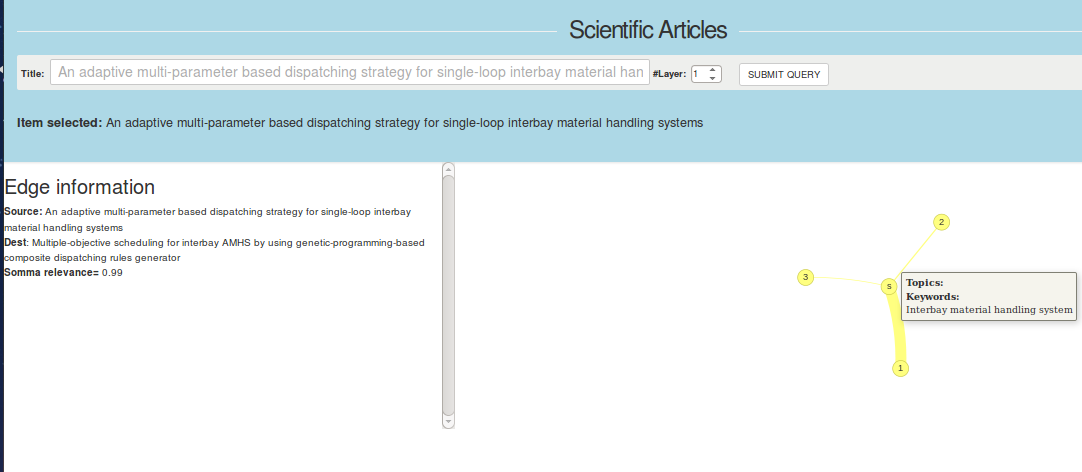 Scientific Articles
Title: An adaptive multi-parameter based dispatching strategy for single-loop interbay material han #Layer: 1 SUBMIT QUERY
Item selected: An adaptive multi-parameter based dispatching strategy for single-loop interbay material handling systems
Edge information
Source: An adaptive multi-parameter based dispatching strategy for single-loop interbay
material handling systems
Dest: Multiple-objective scheduling for interbay AMHS by using genetic-programming-based
composite dispatching rules generator
Somma relevance= 0.99
2
3
s
Topics:
Keywords:
Interbay material handling system
1